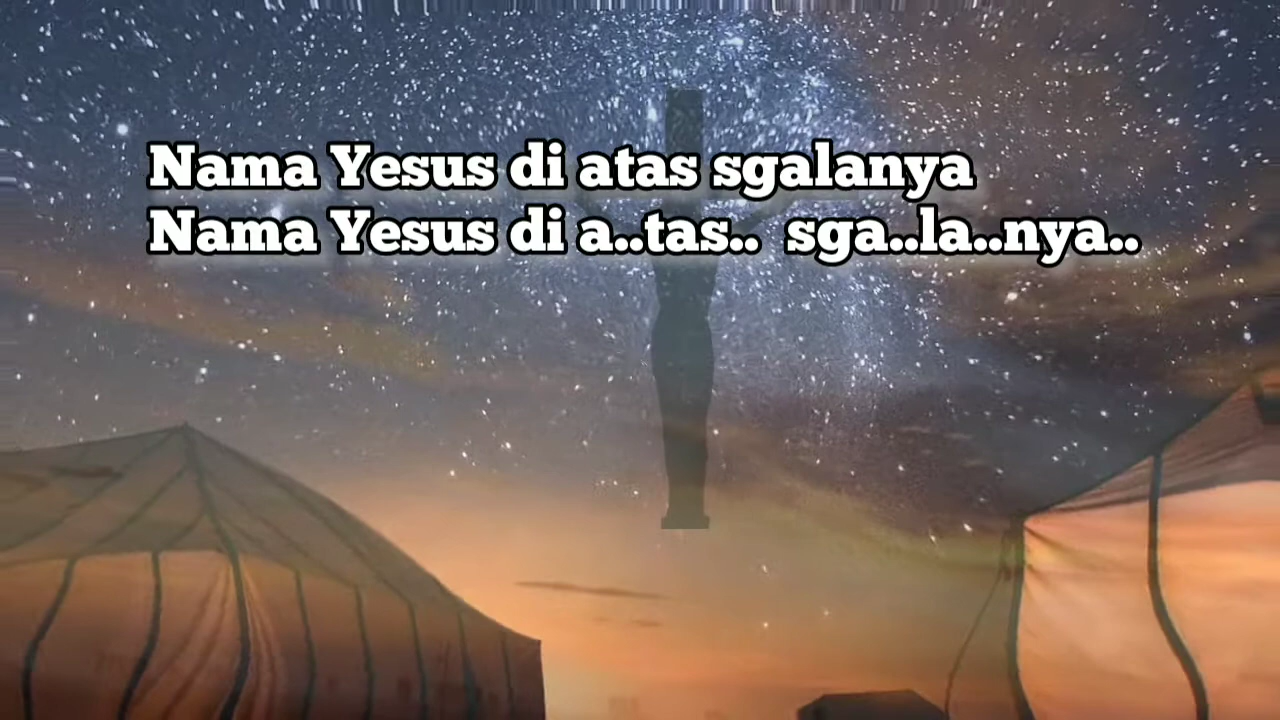 Nama Yesus di atas sgalanya
Nama Yesus di a..tas..  sga..la..nya..